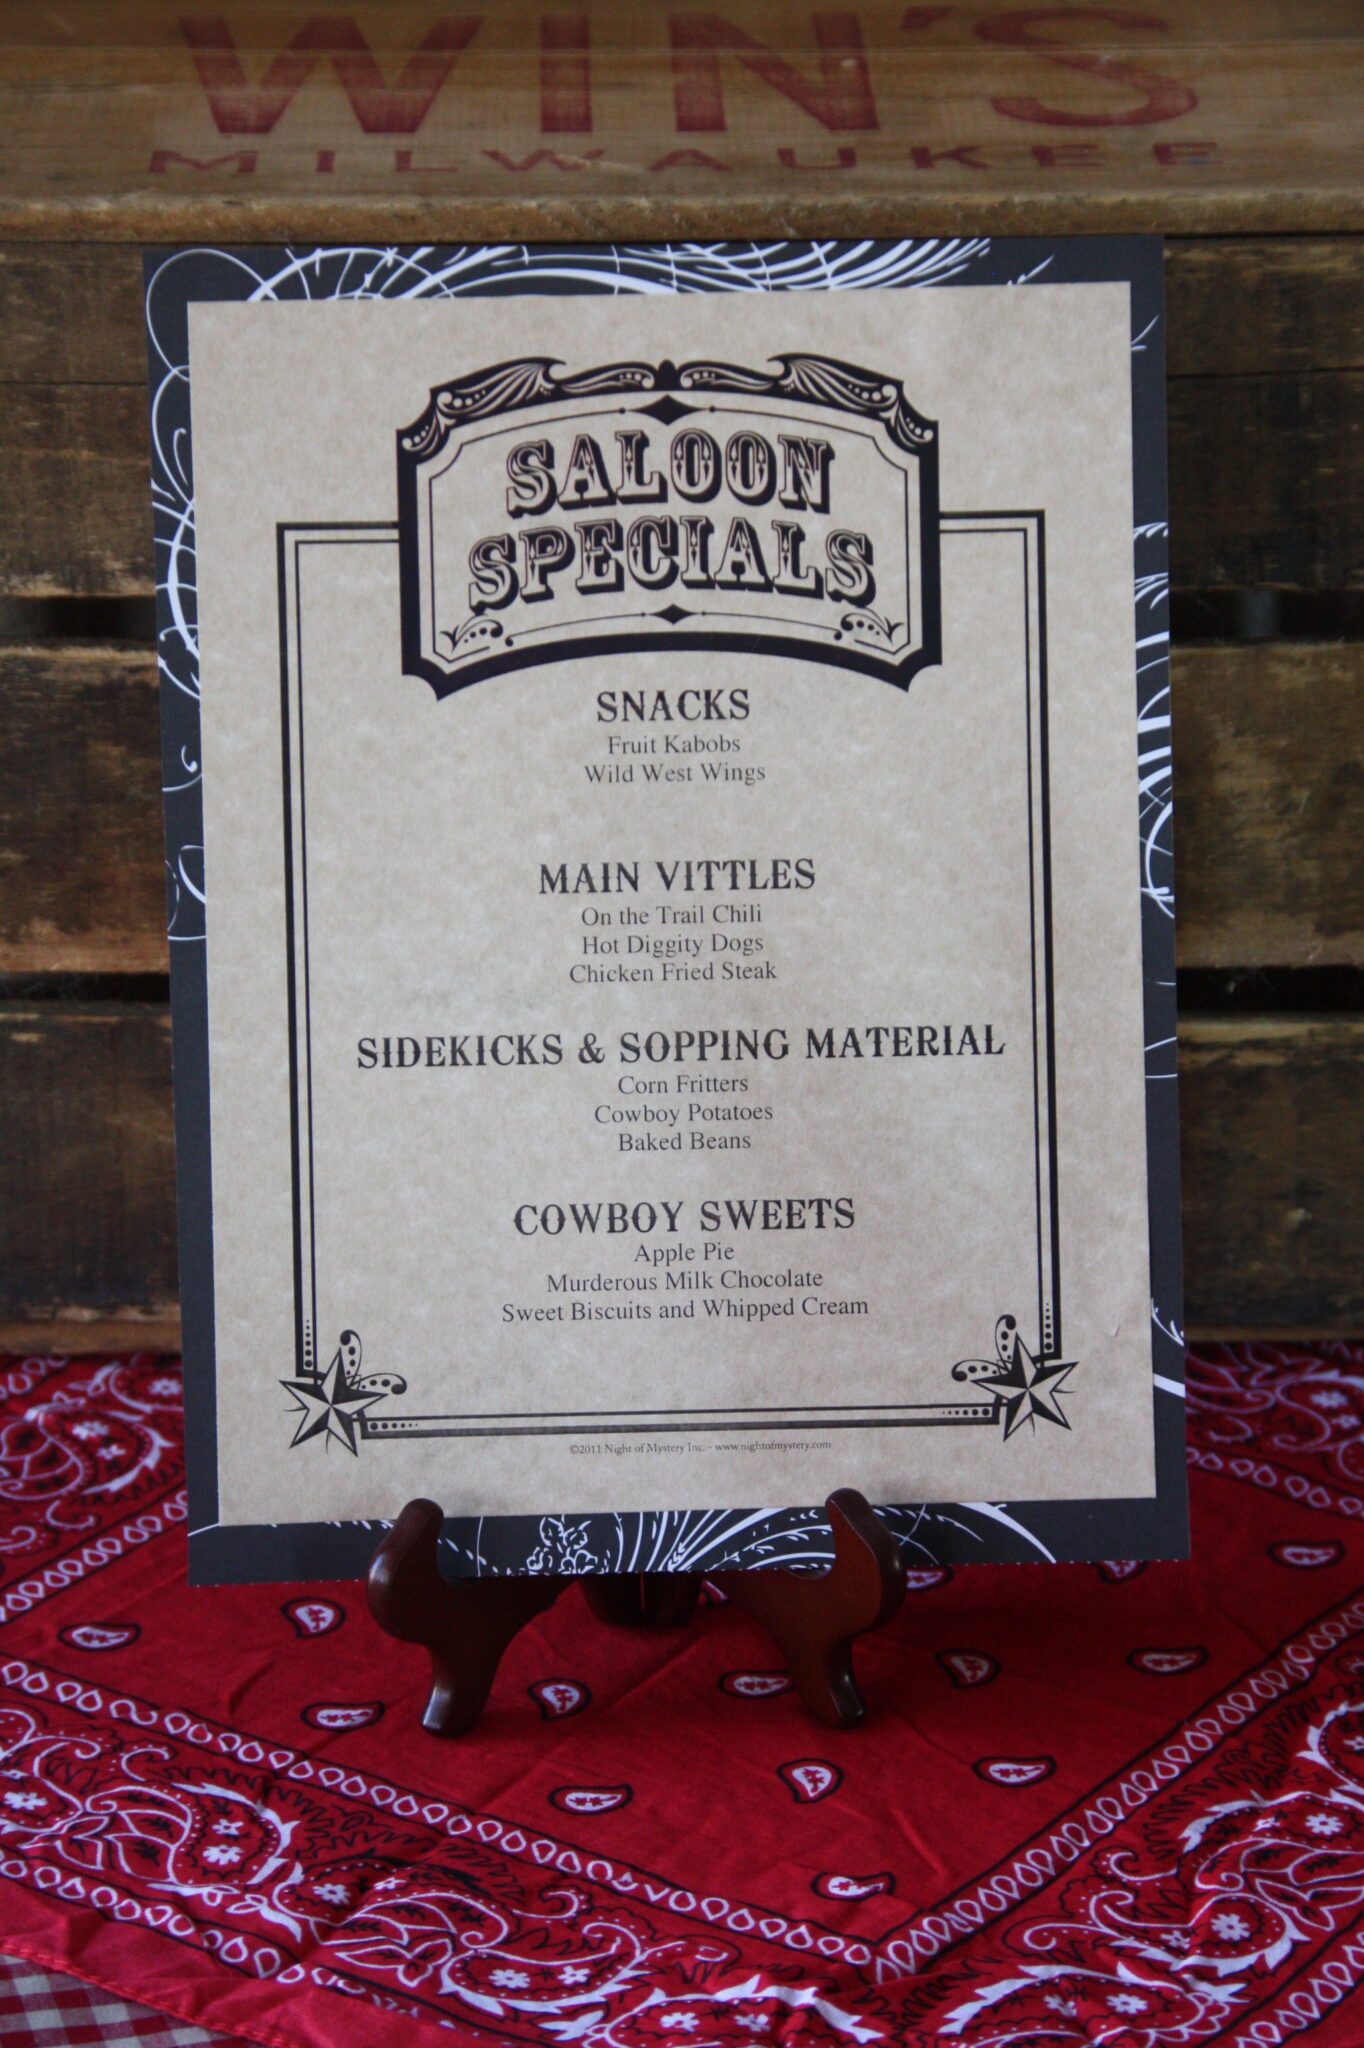 WIN'S
MILWAUKEE
SALOON
SPECIALS
SNACKS
Fruit Kabobs
Wild West Wings
MAIN VITTLES
On the Trail Chili
Hot Diggity Dogs
Chicken Fried Steak
SIDEKICKS & SOPPING MATERIAL
Corn Fritters
Cowboy Potatoes
Baked Beans
COWBOY SWEETS
Apple Pie
Murderous Milk Chocolate
Sweet Biscuits and Whipped Cream
©2011 Night of Mystery Inc. - www.nightofmystery.com